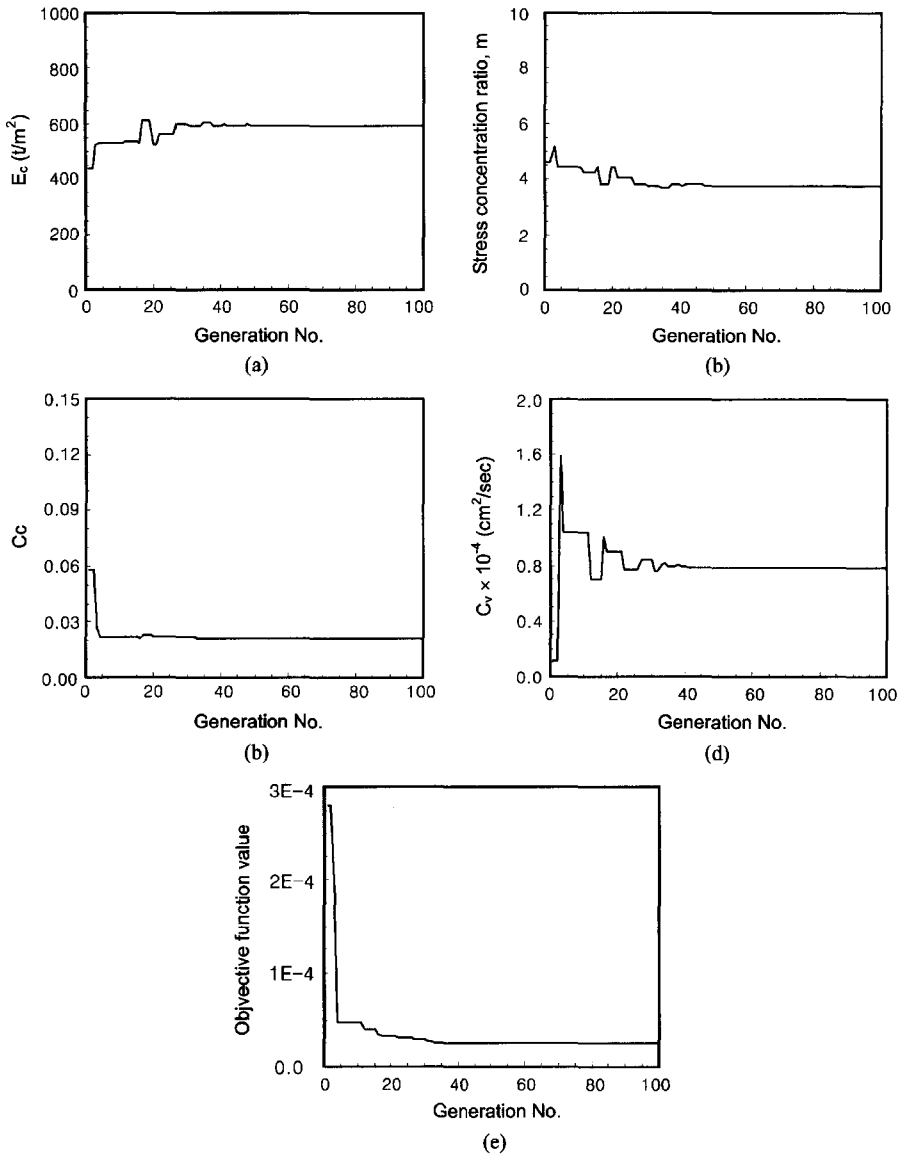 1000
800
600
400
200
0
E_c (t/m²)
0 20 40 60 80 100
Generation No.
(a)
10
8
6
4
2
0
Stress concentration ratio, m
0 20 40 60 80 100
Generation No.
(b)
0.15
0.12
0.09
0.06
0.03
0.00
Cc
0 20 40 60 80 100
Generation No.
(b)
2.0
1.6
1.2
0.8
0.4
0.0
C_v × 10⁻⁴ (cm²/sec)
0 20 40 60 80 100
Generation No.
(d)
3E−4
2E−4
1E−4
0.0
Objvective function value
0 20 40 60 80 100
Generation No.
(e)